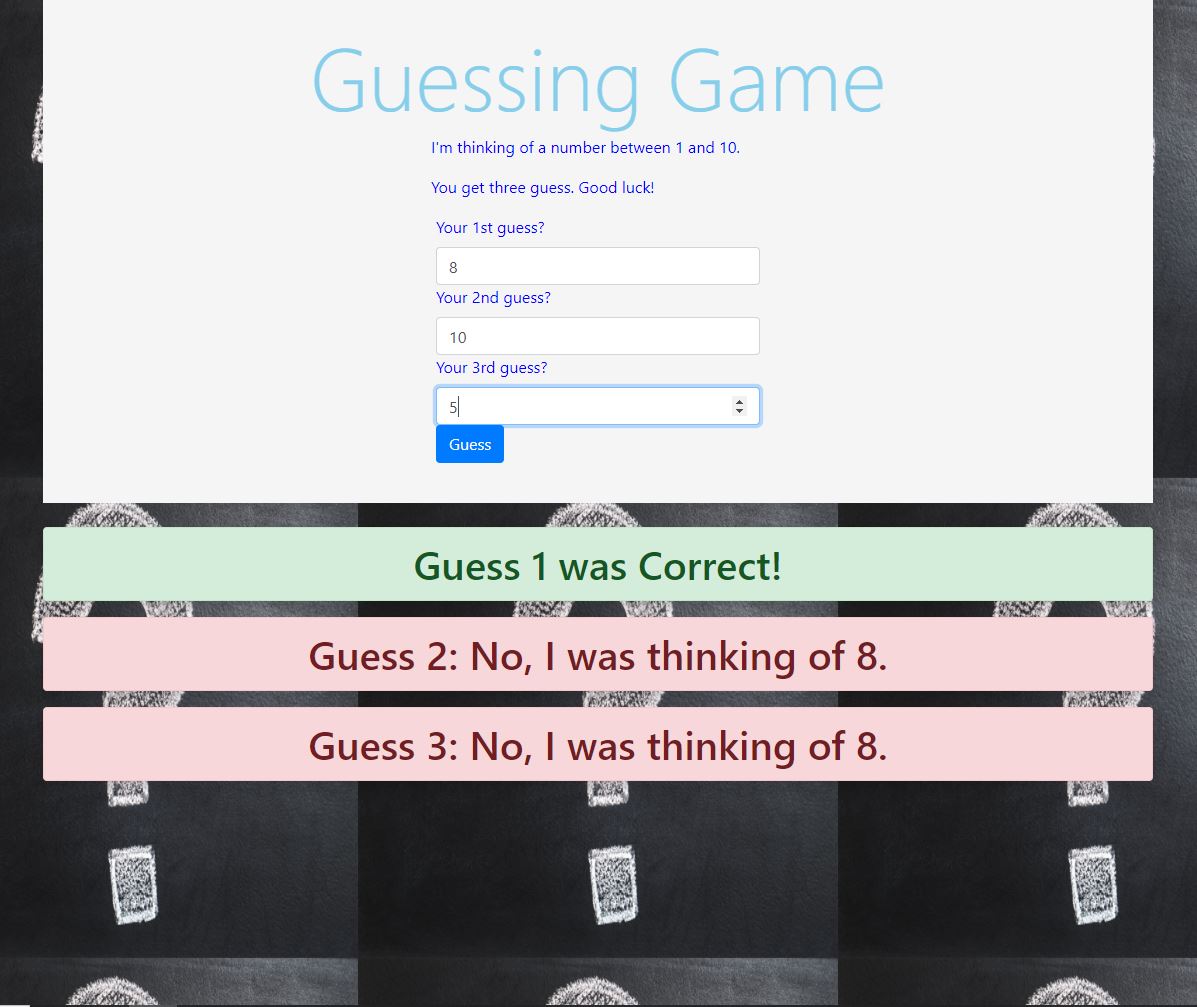 Guessing Game
I'm thinking of a number between 1 and 10.
You get three guess. Good luck!
Your 1st guess?
8
Your 2nd guess?
10
Your 3rd guess?
5
Guess
Guess 1 was Correct!
Guess 2: No, I was thinking of 8.
Guess 3: No, I was thinking of 8.